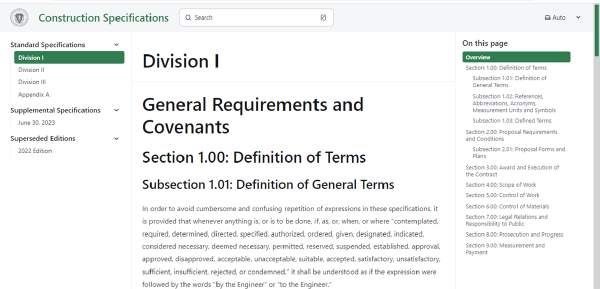 Construction Specifications
Search
Auto
Standard Specifications
Division I
Division II
Division III
Appendix A
Supplemental Specifications
June 30, 2023
Superseded Editions
2022 Edition
Division I
General Requirements and
Covenants
Section 1.00: Definition of Terms
Subsection 1.01: Definition of General Terms
In order to avoid cumbersome and confusing repetition of expressions in these specifications, it
is provided that whenever anything is, or is to be done, if, as, or, when, or where "contemplated,
required, determined, directed, specified, authorized, ordered, given, designated, indicated,
considered necessary, deemed necessary, permitted, reserved, suspended, established, approval,
approved, disapproved, acceptable, unacceptable, suitable, accepted, satisfactory, unsatisfactory,
sufficient, insufficient, rejected, or condemned," it shall be understood as if the expression were
followed by the words "by the Engineer" or "to the Engineer."
On this page
Overview
Section 1.00: Definition of Terms
Subsection 1.01: Definition of
General Terms
Subsection 1.02: References,
Abbreviations, Acronyms,
Measurement Units and Symbols
Subsection 1.03: Defined Terms
Section 2.00: Proposal Requirements
and Conditions
Subsection 2.01: Proposal Forms and
Plans
Section 3.00: Award and Execution of
the Contract
Section 4.00: Scope of Work
Section 5.00: Control of Work
Section 6.00: Control of Materials
Section 7.00: Legal Relations and
Responsibility to Public
Section 8.00: Prosecution and Progress
Section 9.00: Measurement and
Payment